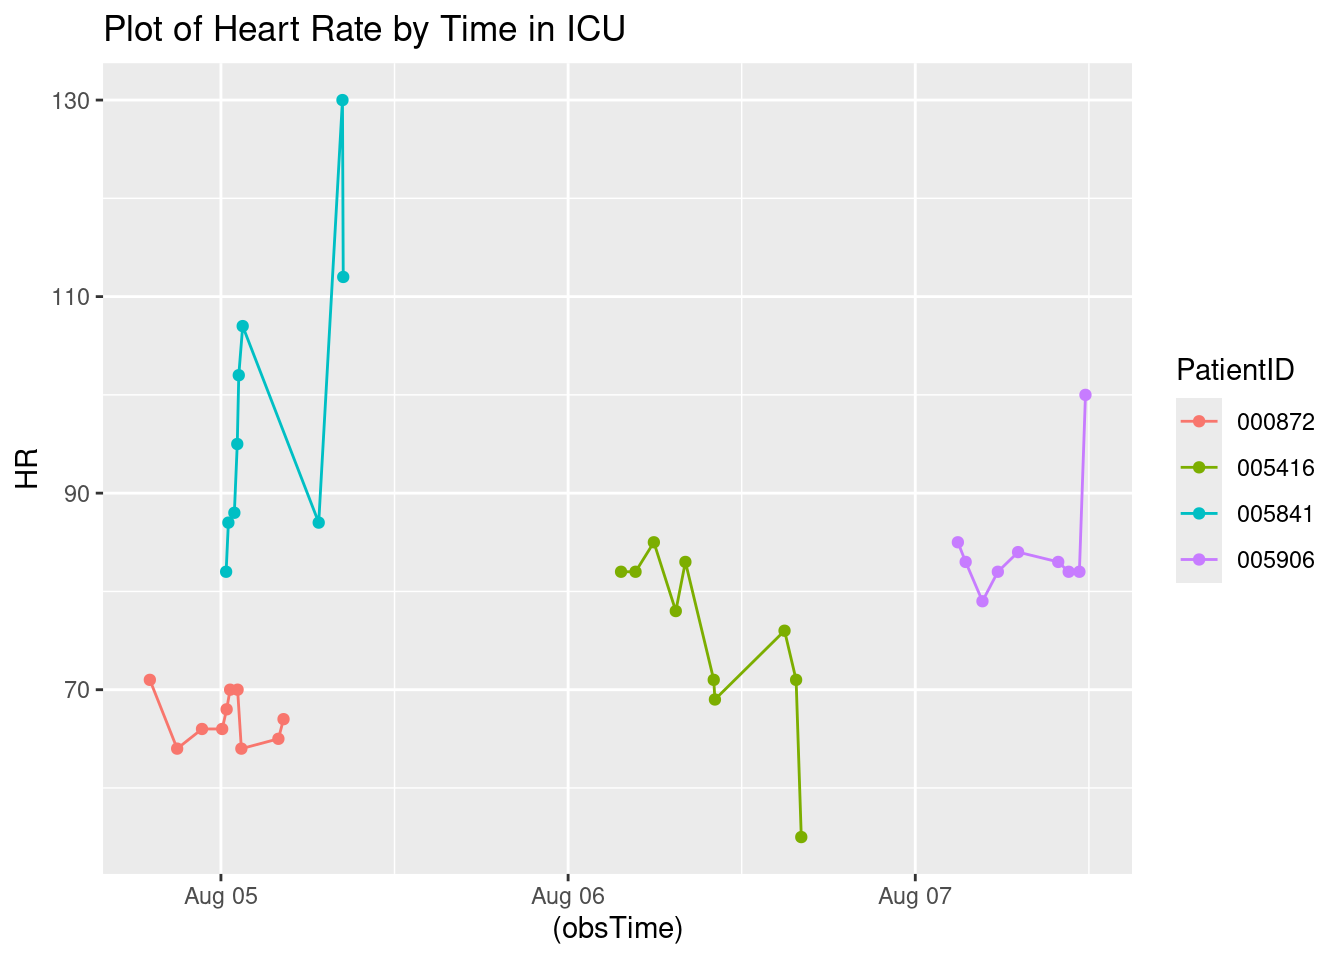 Plot of Heart Rate by Time in ICU
130
110
90
70
HR
Aug 05
Aug 06
Aug 07
(obsTime)
PatientID
000872
005416
005841
005906